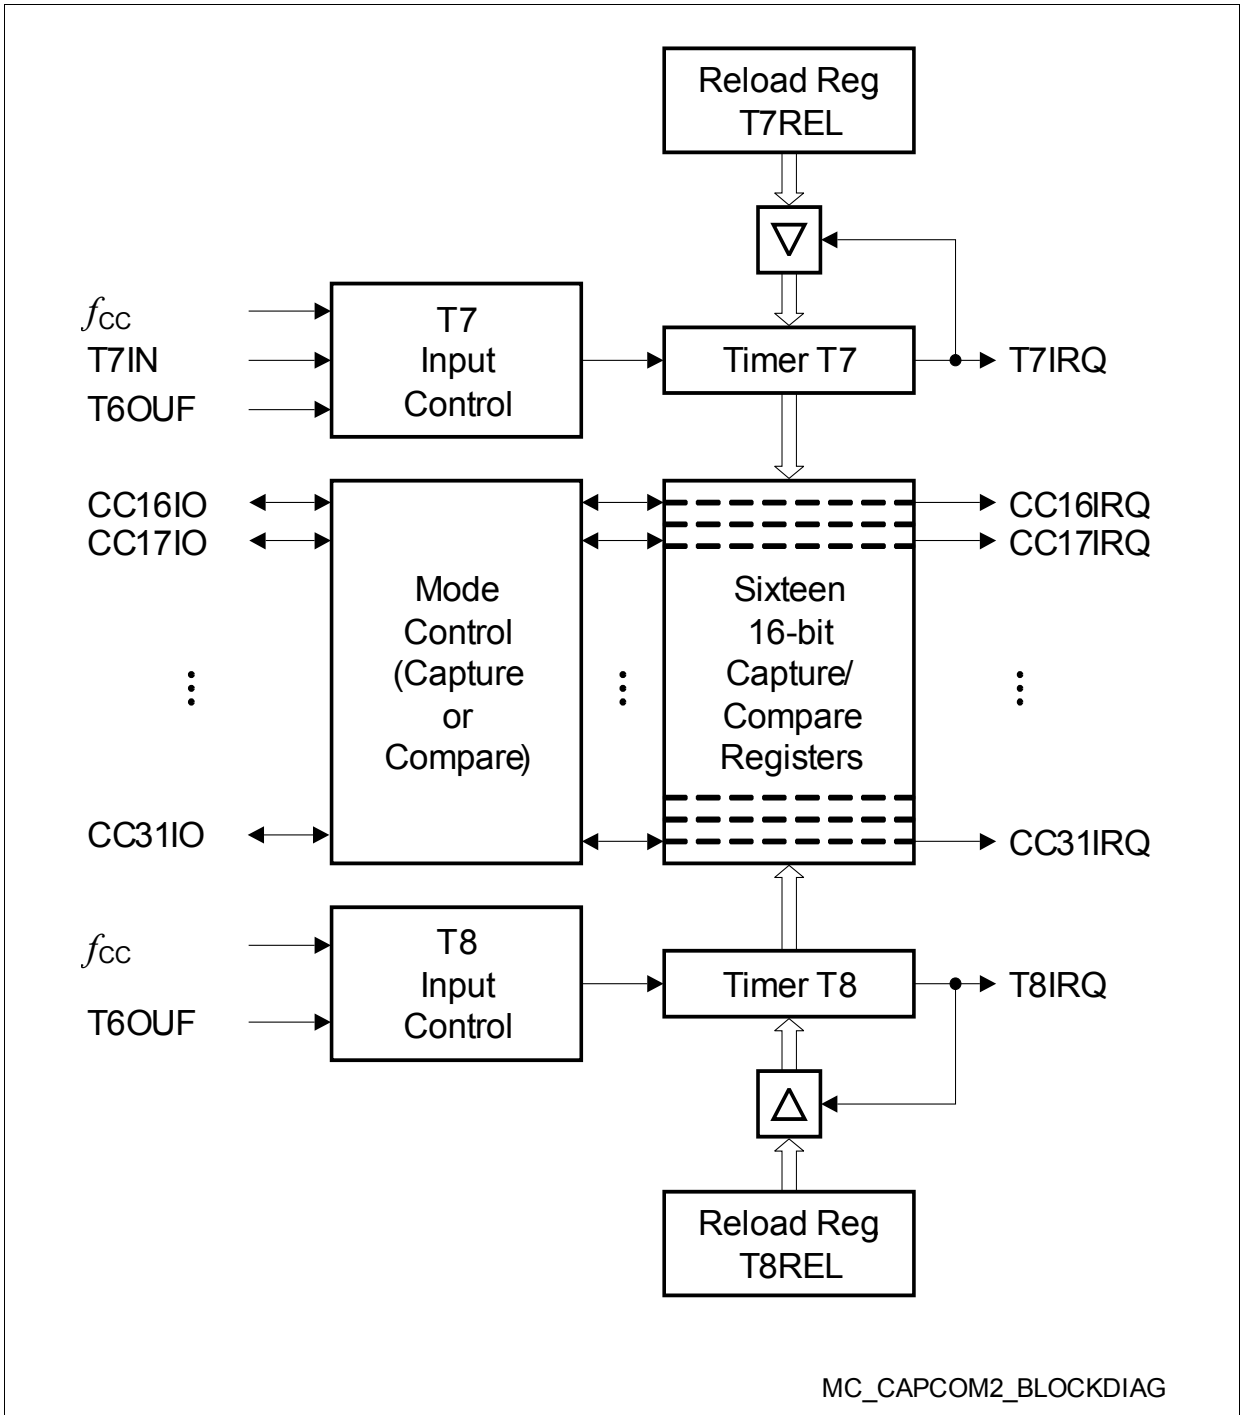 Reload Reg
T7REL
fCC
T7IN
T6OUF
T7
Input
Control
Timer T7
T7IRQ
CC16IO
CC17IO
CC31IO
Mode
Control
(Capture
or
Compare)
Sixteen
16-bit
Capture/
Compare
Registers
CC16IRQ
CC17IRQ
CC31IRQ
fCC
T6OUF
T8
Input
Control
Timer T8
T8IRQ
Reload Reg
T8REL
MC_CAPCOM2_BLOCKDIAG